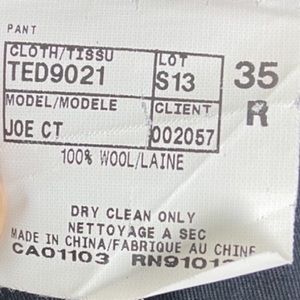 PANT
CLOTH/TISSU LOT
TED9021 S13 35
MODEL/MODELE CLIENT R
JOE CT 002057
100% WOOL/LAINE
DRY CLEAN ONLY
NETTOYAGE A SEC
MADE IN CHINA/FABRIQUE AU CHINE
CA01103